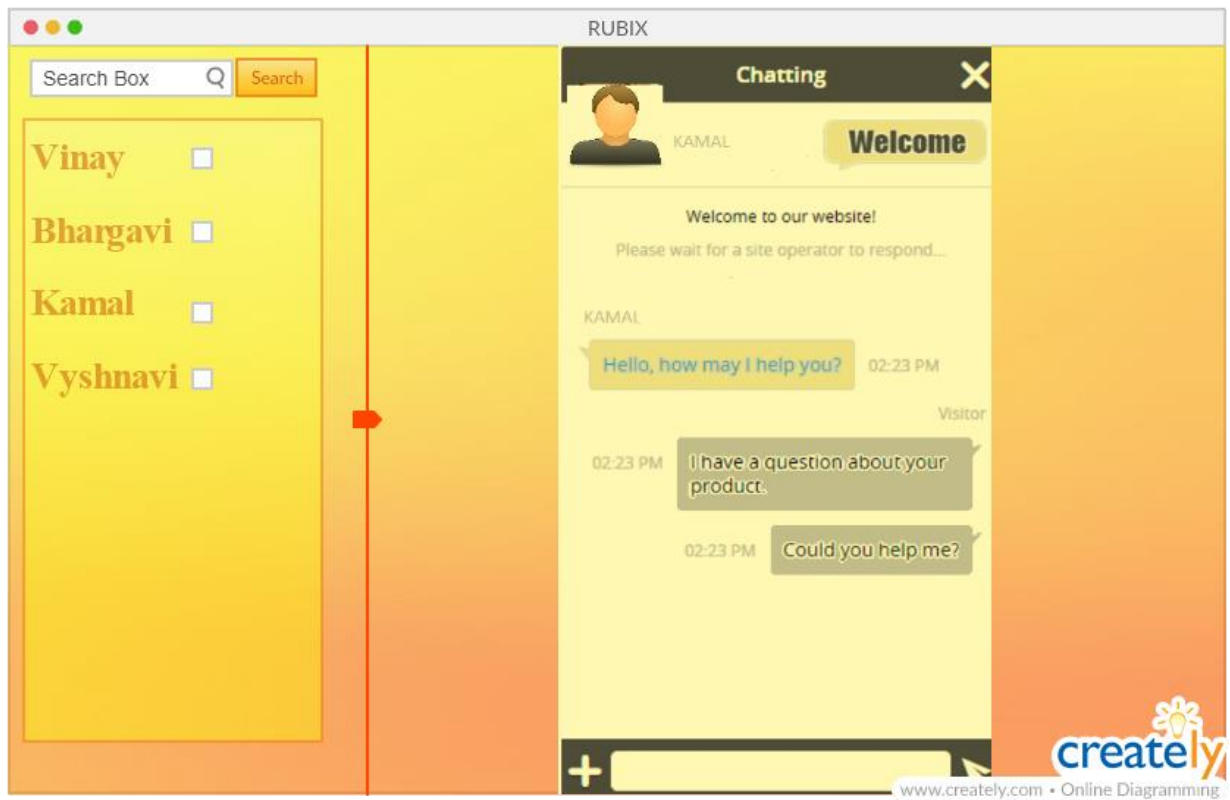 RUBIX
Search Box
Search
Vinay
Bhargavi
Kamal
Vyshnavi
Chatting
KAMAL
Welcome
Welcome to our website!
Please wait for a site operator to respond...
KAMAL
Hello, how may I help you?
02:23 PM
Visitor
02:23 PM
I have a question about your
product.
02:23 PM
Could you help me?
creately
www.creately.com • Online Diagramming